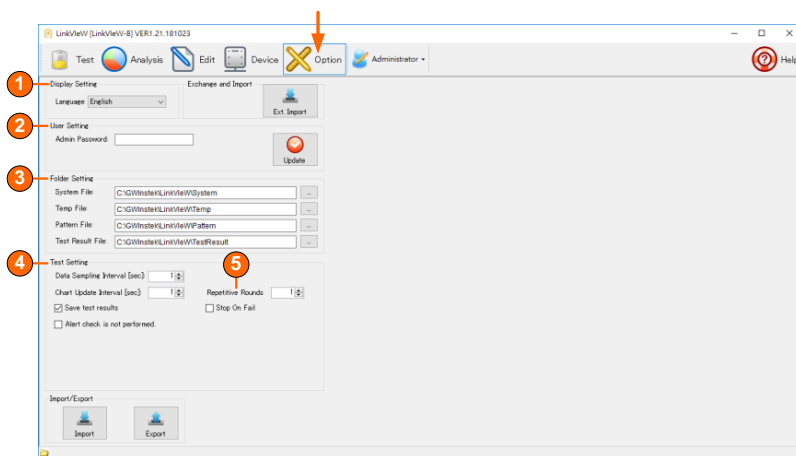 LinkVIeW [LinkVIeW-8] VER1.21.181023
Test Analysis Edit Device Option Administrator Help
1
Display Setting Exchange and Import
Language: English
Ext. Import
2
User Setting
Admin Password:
Update
3
Folder Setting
System File: C:\GWInstek\LinkVIeW\System ...
Temp File: C:\GWInstek\LinkVIeW\Temp ...
Pattern File: C:\GWInstek\LinkVIeW\Pattern ...
Test Result File: C:\GWInstek\LinkVIeW\TestResult ...
4 5
Test Setting
Data Sampling Interval [sec]: 1
Chart Update Interval [sec]: 1 Repetitive Rounds 1
Save test results Stop On Fail
Alert check is not performed.
Import/Export
Import Export